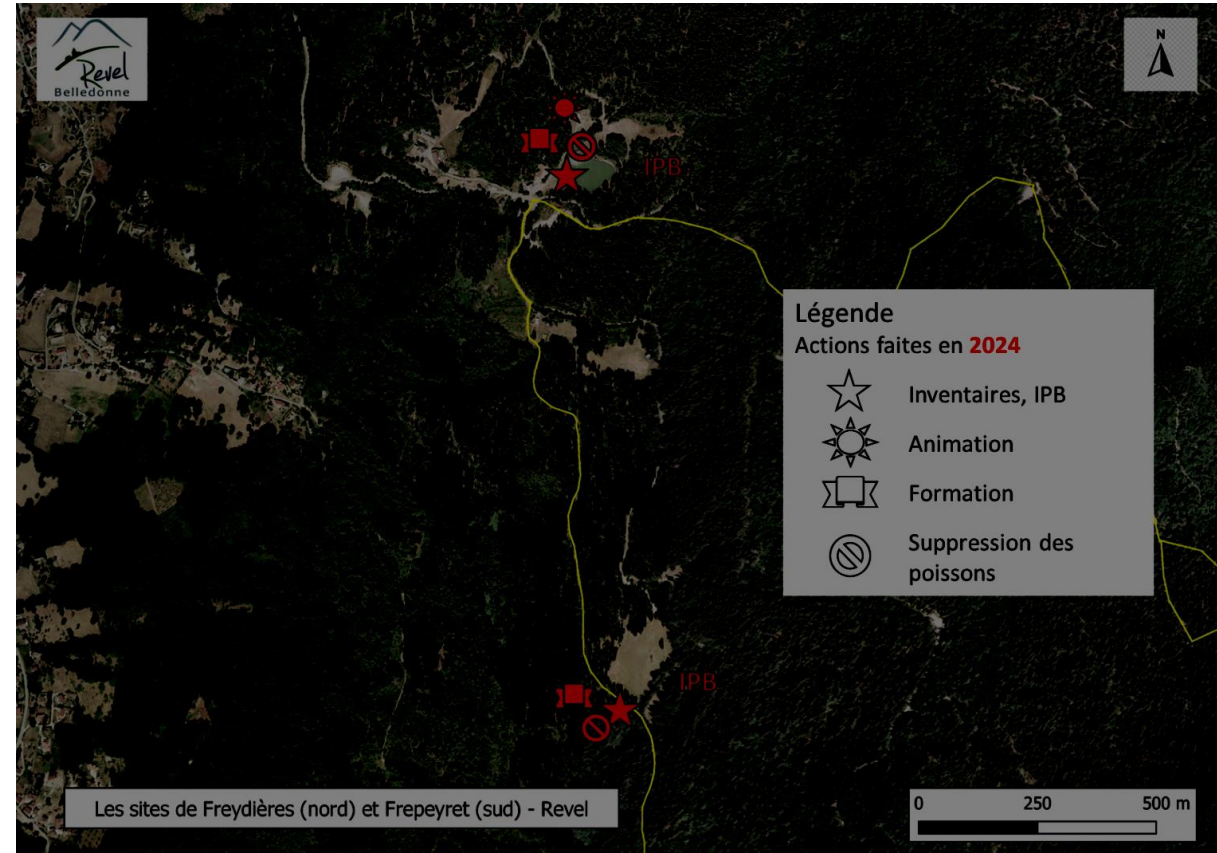 Revel
Belledonne
N
IPB
Légende
Actions faites en 2024
Inventaires, IPB
Animation
Formation
Suppression des
poissons
IPB
Les sites de Freydières (nord) et Frepeyret (sud) - Revel
0 250 500 m